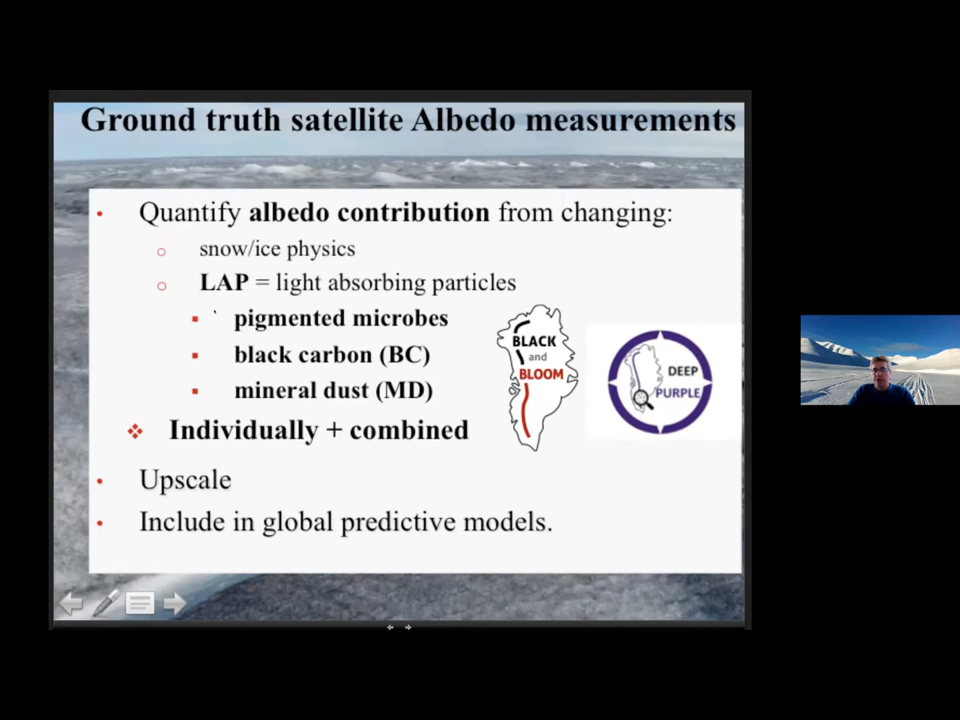 Ground truth satellite Albedo measurements
Quantify albedo contribution from changing:
snow/ice physics
LAP = light absorbing particles
pigmented microbes
black carbon (BC)
mineral dust (MD)
Individually + combined
Upscale
Include in global predictive models.
BLACK
and
BLOOM
DEEP
PURPLE